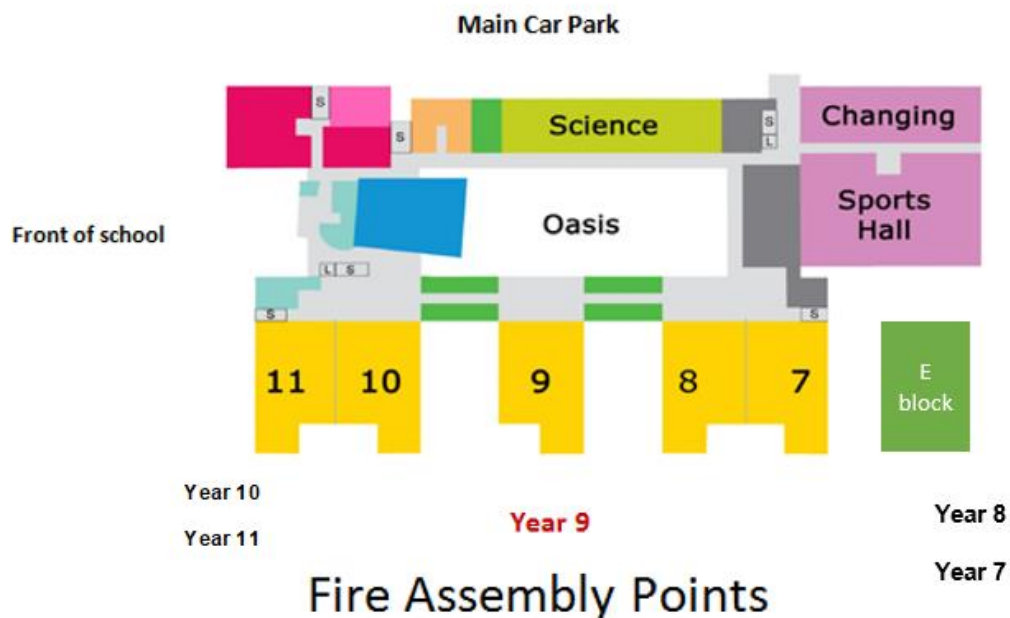 Main Car Park
S
Changing
Science
S
S
L
Sports
Hall
Oasis
Front of school
L S
S
S
11
10
9
8
7
E
block
Year 10
Year 9
Year 8
Year 11
Year 7
Fire Assembly Points